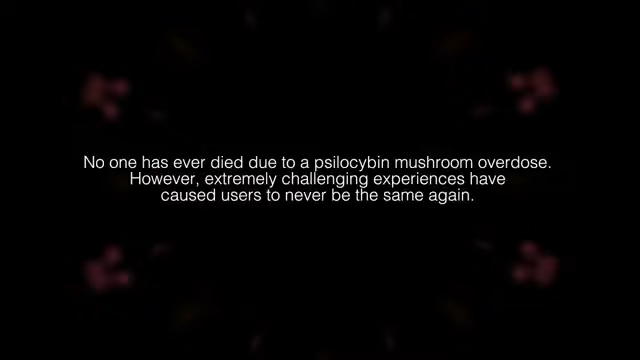 No one has ever died due to a psilocybin mushroom overdose.
However, extremely challenging experiences have
caused users to never be the same again.